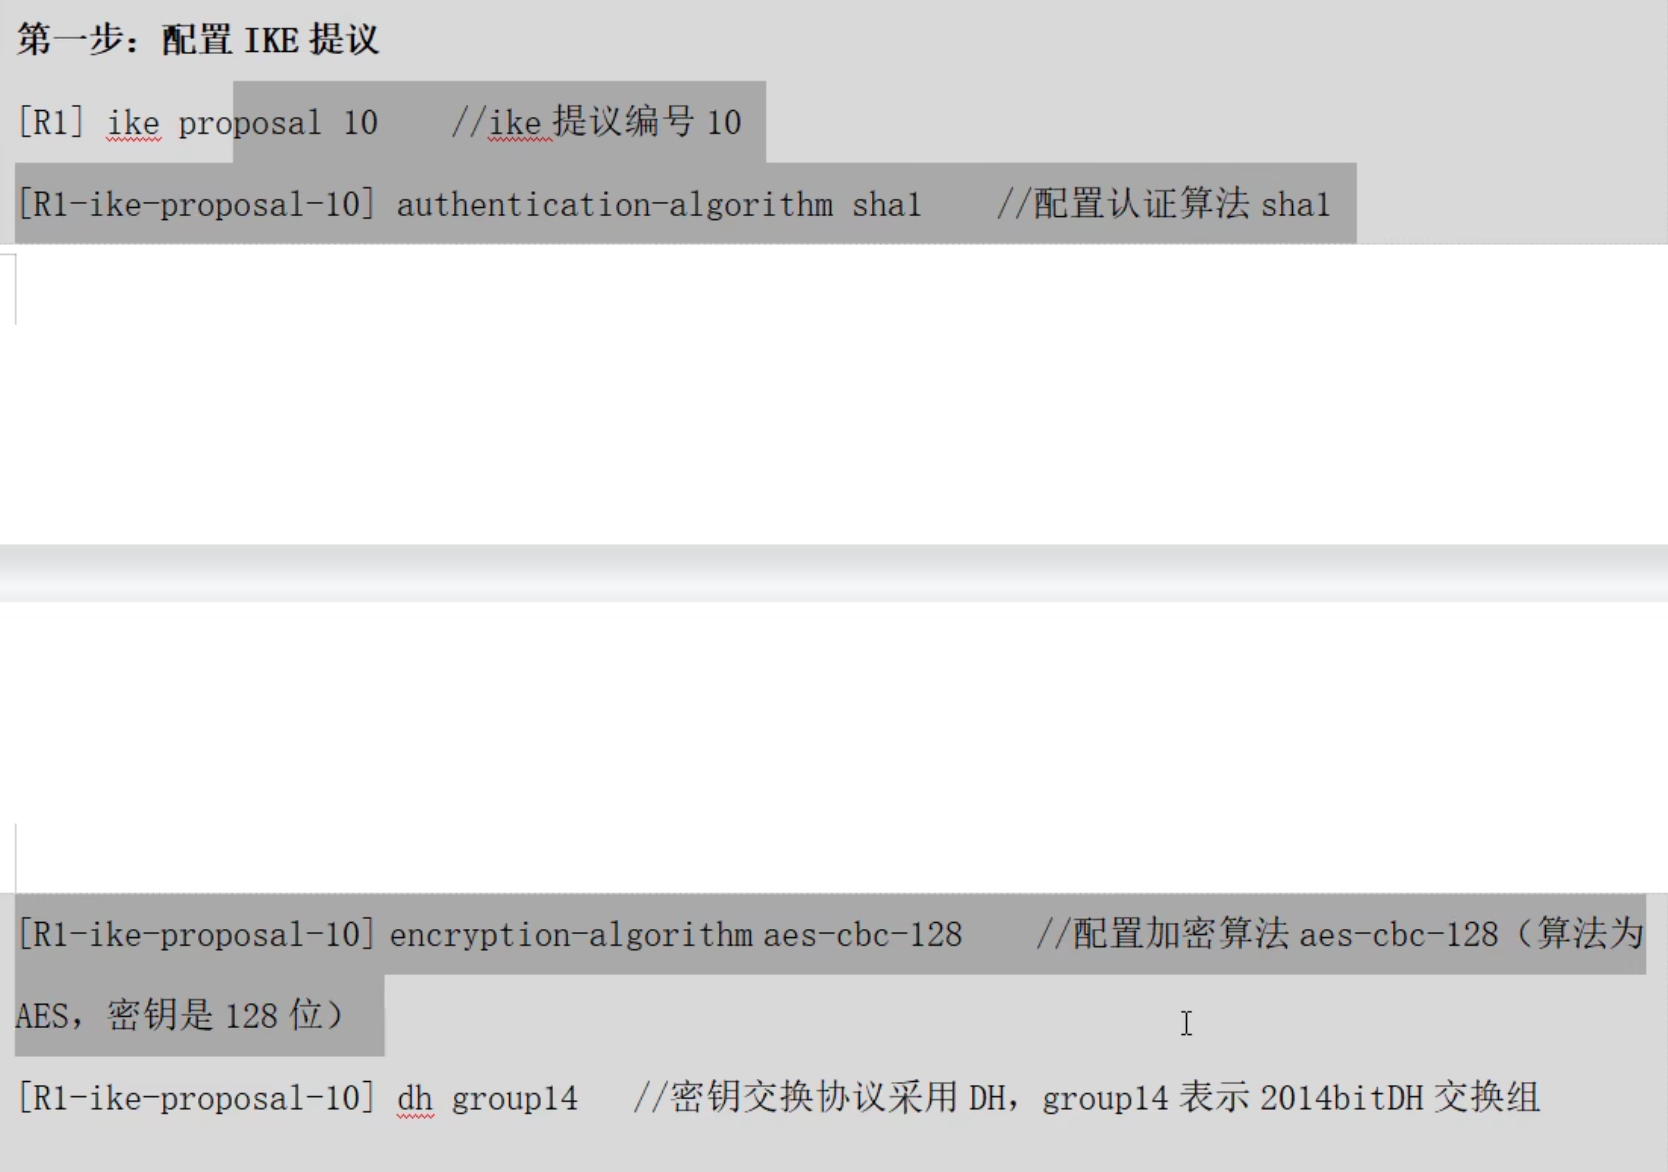 第一步：配置 IKE 提议
[R1] ike proposal 10    //ike 提议编号 10
[R1-ike-proposal-10] authentication-algorithm sha1    //配置认证算法 sha1
[R1-ike-proposal-10] encryption-algorithm aes-cbc-128    //配置加密算法 aes-cbc-128（算法为
AES，密钥是 128 位）
[R1-ike-proposal-10] dh group14   //密钥交换协议采用 DH，group14 表示 2014bitDH 交换组